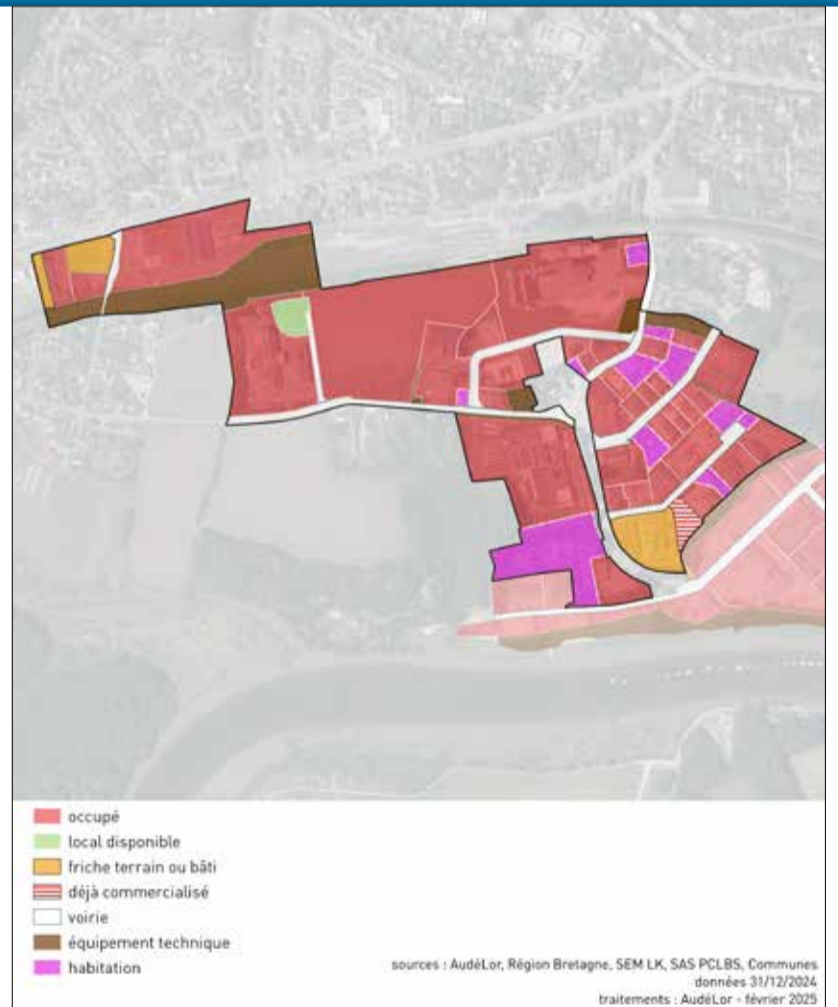 occupé
local disponible
friche terrain ou bâti
déjà commercialisé
voirie
équipement technique
habitation
sources : AudéLor, Région Bretagne, SEM LK, SAS PCLBS, Communes
données 31/12/2024
traitements : AudéLor - février 2025